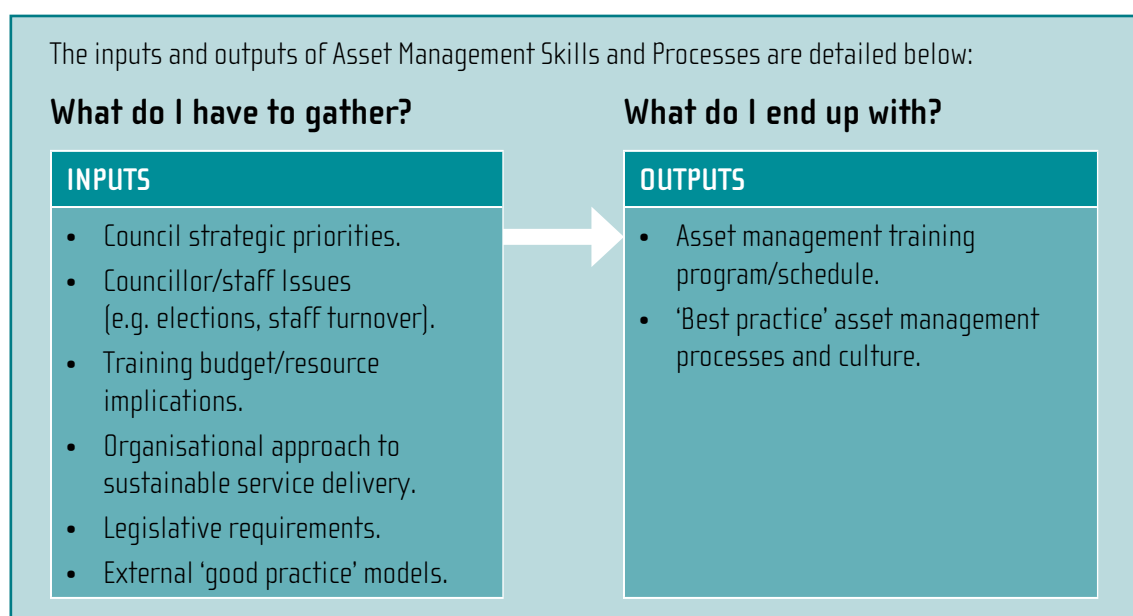 The inputs and outputs of Asset Management Skills and Processes are detailed below:
What do I have to gather?
INPUTS
• Council strategic priorities.
• Councillor/staff Issues
(e.g. elections, staff turnover).
• Training budget/resource
implications.
• Organisational approach to
sustainable service delivery.
• Legislative requirements.
• External ‘good practice’ models.
What do I end up with?
OUTPUTS
• Asset management training
program/schedule.
• ‘Best practice’ asset management
processes and culture.